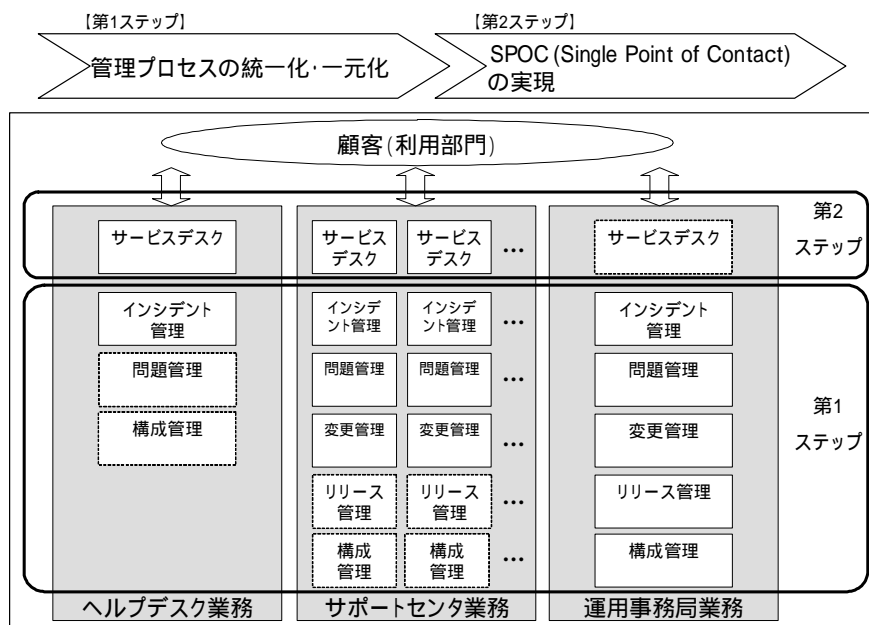 【第1ステップ】
【第2ステップ】
管理プロセスの統一化・一元化
SPOC (Single Point of Contact)
の実現
顧客(利用部門)
第2
ステップ
サービスデスク
サービス
デスク
サービス
デスク
…
サービスデスク
第1
ステップ
インシデント
管理
インシデ
ント管理
インシデ
ント管理
…
インシデント
管理
問題管理
問題管理
問題管理
…
問題管理
構成管理
変更管理
変更管理
…
変更管理
リリース
管理
リリース
管理
…
リリース管理
構成
管理
構成
管理
…
構成管理
ヘルプデスク業務
サポートセンタ業務
運用事務局業務